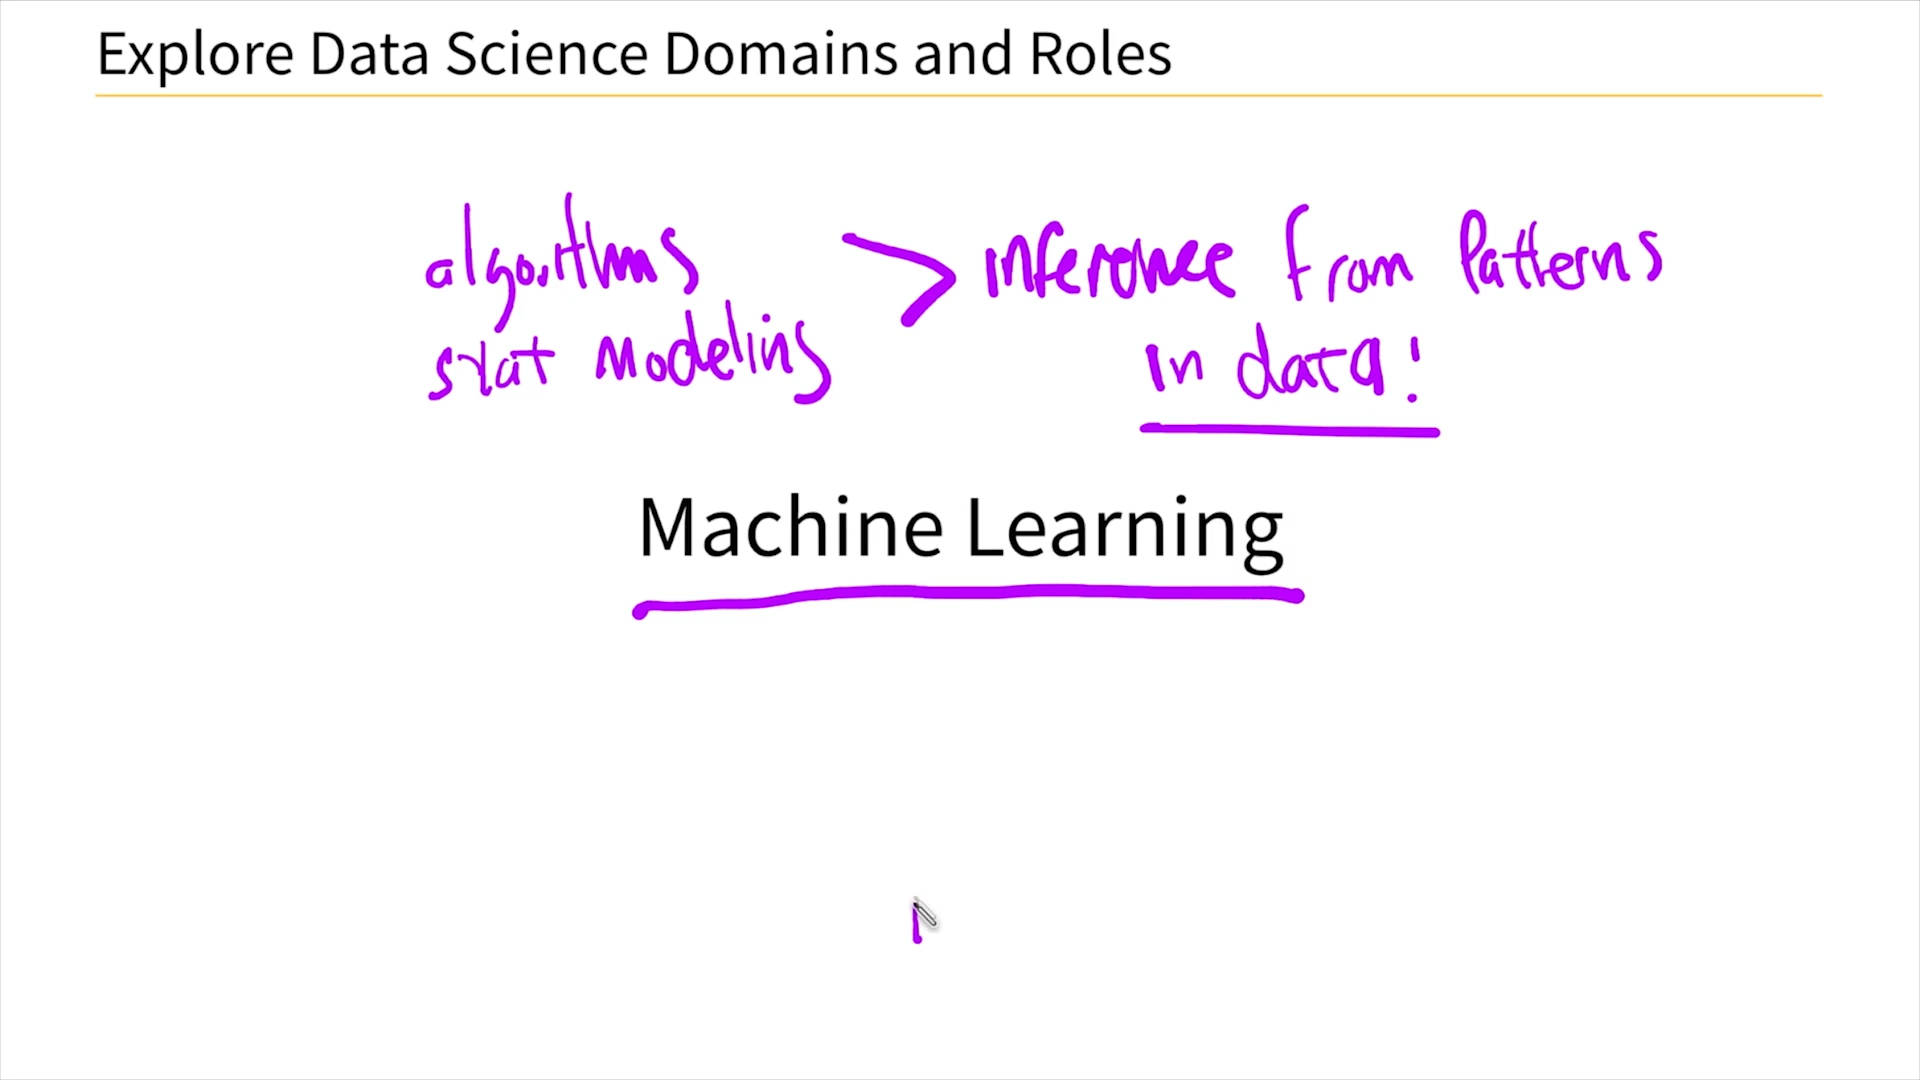 Explore Data Science Domains and Roles
algorithms
stat modeling
> inference from Patterns
in data!
Machine Learning